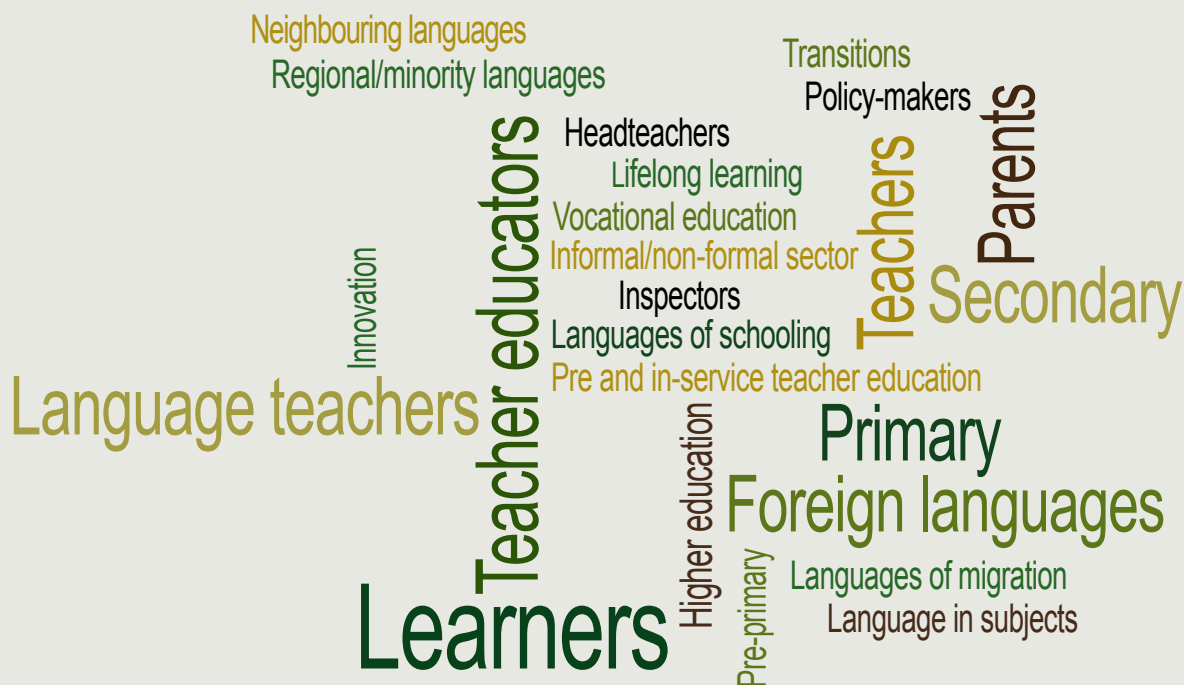 Neighbouring languages
Transitions
Regional/minority languages
Policy-makers
Parents
Headteachers
Teacher educators
Teachers
Lifelong learning
Vocational education
Informal/non-formal sector
Innovation
Inspectors
Secondary
Languages of schooling
Pre and in-service teacher education
Language teachers
Primary
Higher education
Foreign languages
Pre-primary
Languages of migration
Learners
Language in subjects